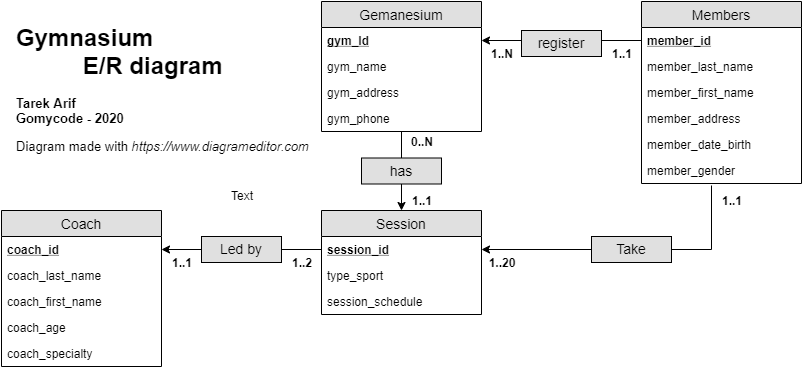 Gymnasium
E/R diagram
Tarek Arif
Gomycode - 2020
Diagram made with https://www.diagrameditor.com
Text
Gemanesium
gym_Id
gym_name
gym_address
gym_phone
1..N
register
1..1
Members
member_id
member_last_name
member_first_name
member_address
member_date_birth
member_gender
0..N
has
1..1
1..1
Coach
coach_id
coach_last_name
coach_first_name
coach_age
coach_specialty
Led by
1..1
1..2
Session
session_id
type_sport
session_schedule
1..20
Take